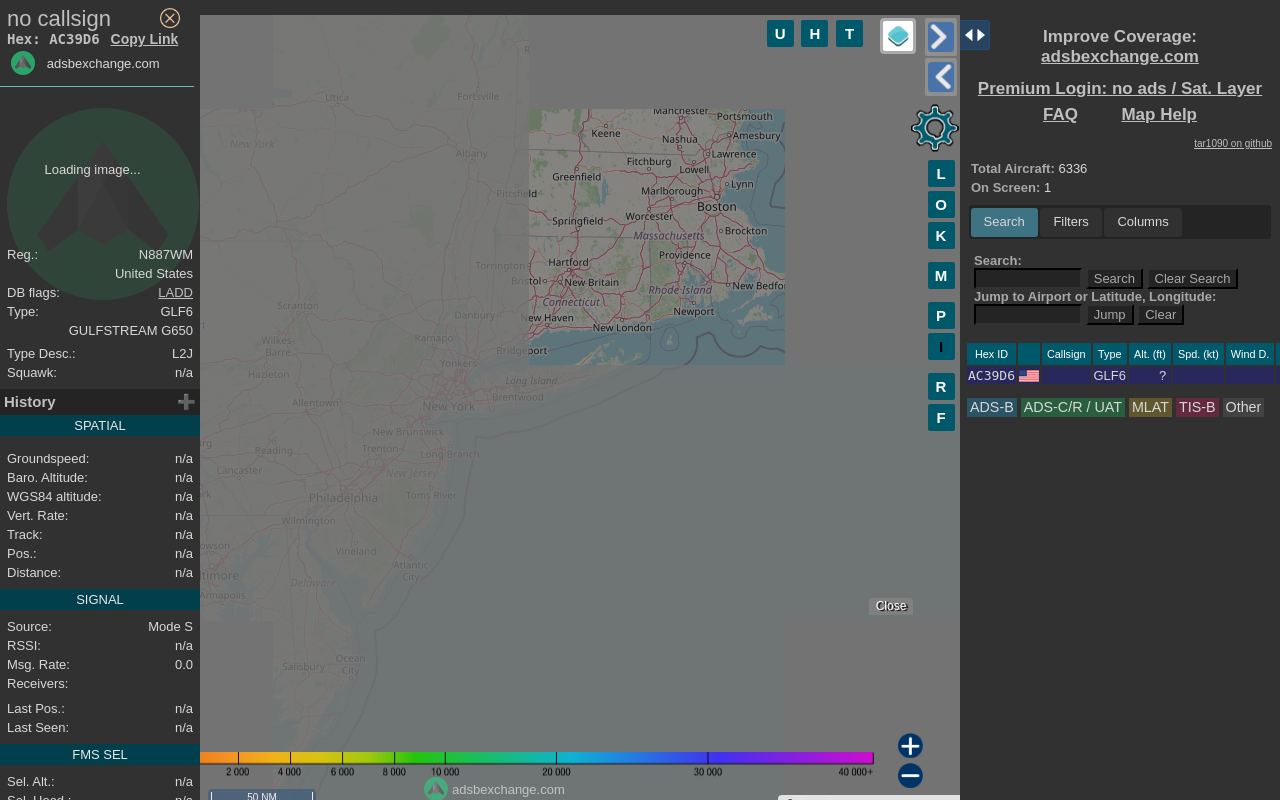 no callsign
Hex: AC39D6 Copy Link
adsbexchange.com
Loading image...
Reg.: N887WM
United States
DB flags: LADD
Type: GLF6
GULFSTREAM G650
Type Desc.: L2J
Squawk: n/a
History
SPATIAL
Groundspeed: n/a
Baro. Altitude: n/a
WGS84 altitude: n/a
Vert. Rate: n/a
Track: n/a
Pos.: n/a
Distance: n/a
SIGNAL
Source: Mode S
RSSI: n/a
Msg. Rate: 0.0
Receivers:
Last Pos.: n/a
Last Seen: n/a
FMS SEL
Sel. Alt.: n/a
Sel. Head.: n/a
U H T
L
O
K
M
P
I
R
F
Utica
Fortsville
New York
Albany
Pittsfield
Manchester
Portsmouth
Keene
Nashua
Amesbury
Fitchburg
Lawrence
Greenfield
Lowell
Marlborough
Lynn
Springfield
Worcester
Boston
Massachusetts
Brockton
Torrington
Hartford
Providence
Bristol
New Britain
New Bedford
Connecticut
Rhode Island
Scranton
Danbury
New Haven
New London
Newport
Wilkes-
Barre
Ramapo
Bridgeport
Hazleton
Yonkers
Long Island
Brentwood
Allentown
New York
New Brunswick
Reading
Trenton
Long Branch
Lancaster
New Jersey
Philadelphia
Toms River
Wilmington
Vineland
Atlantic
City
Delaware
Annapolis
Ocean
City
Salisbury
Close
2 000 4 000 6 000 8 000 10 000 20 000 30 000 40 000+
adsbexchange.com
50 NM
Improve Coverage:
adsbexchange.com
Premium Login: no ads / Sat. Layer
FAQ Map Help
tar1090 on github
Total Aircraft: 6336
On Screen: 1
Search Filters Columns
Search:
Search Clear Search
Jump to Airport or Latitude, Longitude:
Jump Clear
Hex ID Callsign Type Alt. (ft) Spd. (kt) Wind D.
AC39D6 GLF6 ?
ADS-B ADS-C/R / UAT MLAT TIS-B Other